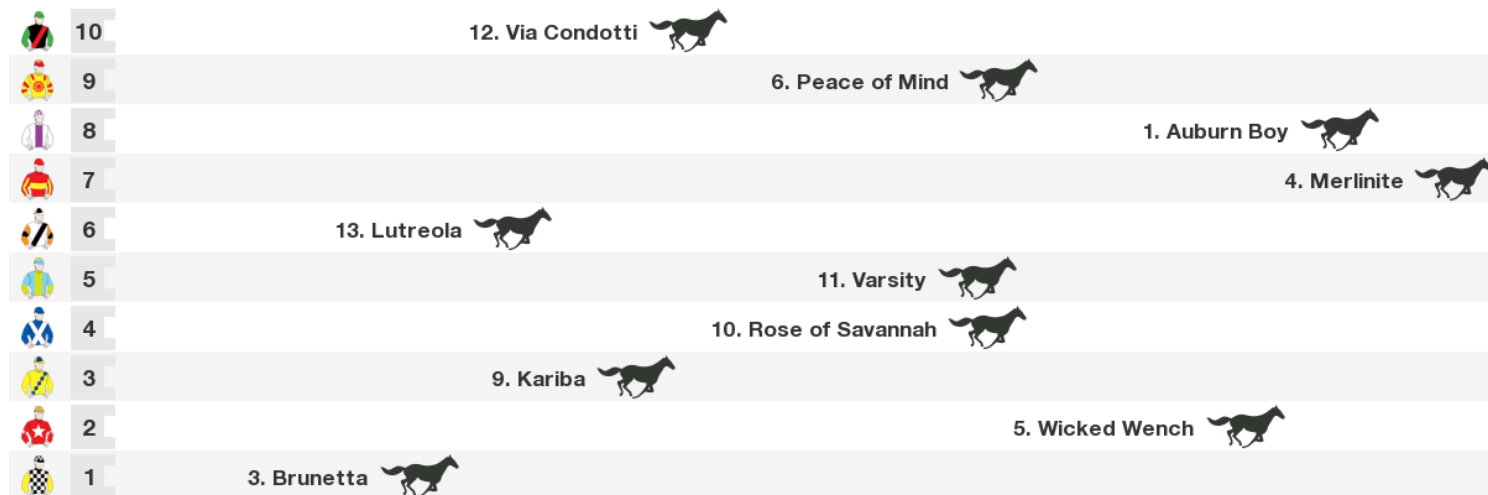 10 12. Via Condotti
9 6. Peace of Mind
8 1. Auburn Boy
7 4. Merlinite
6 13. Lutreola
5 11. Varsity
4 10. Rose of Savannah
3 9. Kariba
2 5. Wicked Wench
1 3. Brunetta